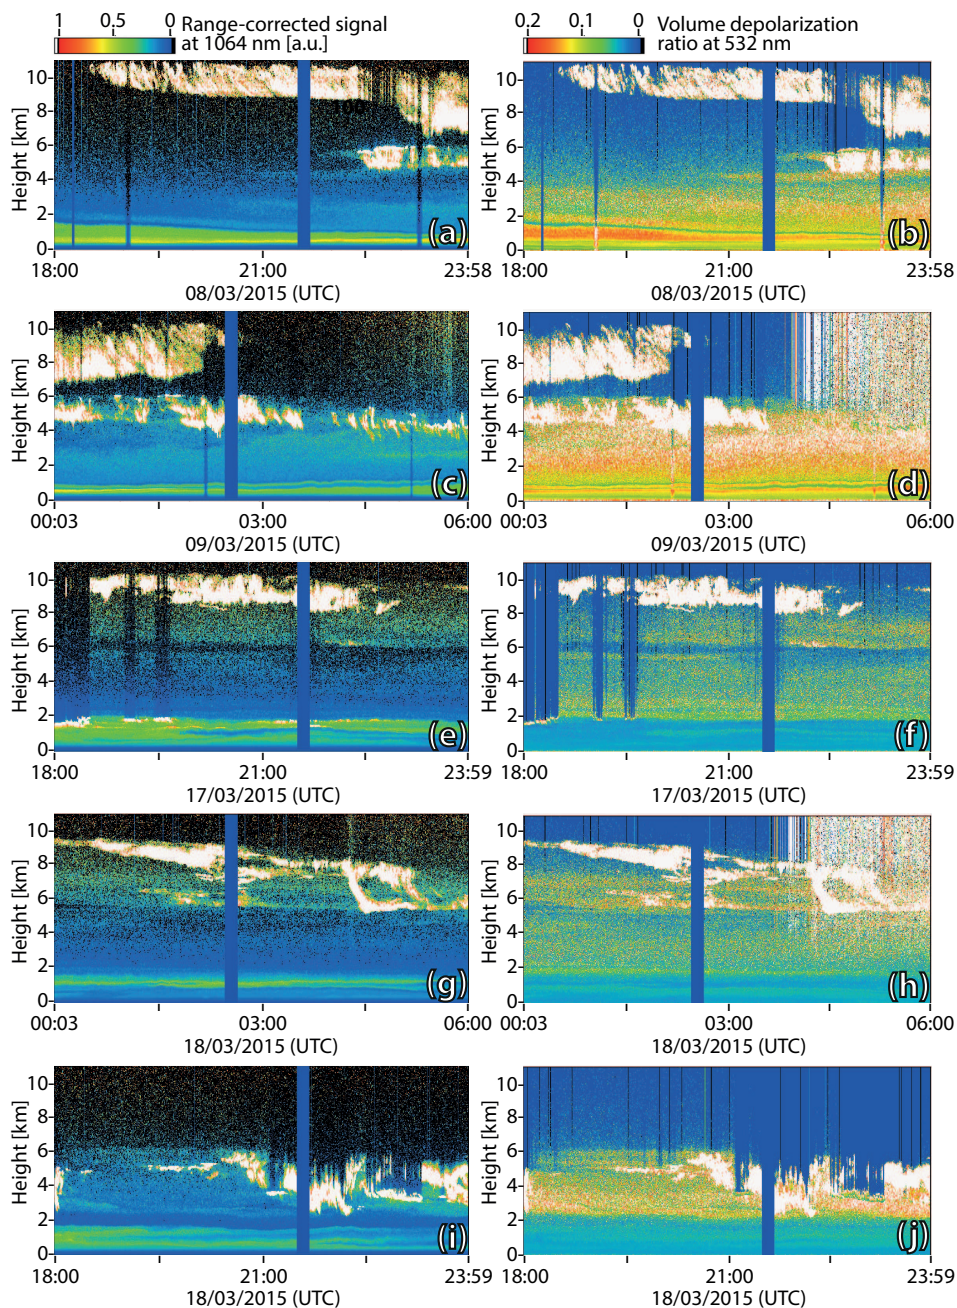 1 0.5 0 Range-corrected signal
at 1064 nm [a.u.]
0.2 0.1 0 Volume depolarization
ratio at 532 nm
Height [km]
10
8
6
4
2
0
(a)
18:00 21:00 23:58
08/03/2015 (UTC)
Height [km]
10
8
6
4
2
0
(b)
18:00 21:00 23:58
08/03/2015 (UTC)
Height [km]
10
8
6
4
2
0
(c)
00:03 03:00 06:00
09/03/2015 (UTC)
Height [km]
10
8
6
4
2
0
(d)
00:03 03:00 06:00
09/03/2015 (UTC)
Height [km]
10
8
6
4
2
0
(e)
18:00 21:00 23:59
17/03/2015 (UTC)
Height [km]
10
8
6
4
2
0
(f)
18:00 21:00 23:59
17/03/2015 (UTC)
Height [km]
10
8
6
4
2
0
(g)
00:03 03:00 06:00
18/03/2015 (UTC)
Height [km]
10
8
6
4
2
0
(h)
00:03 03:00 06:00
18/03/2015 (UTC)
Height [km]
10
8
6
4
2
0
(i)
18:00 21:00 23:59
18/03/2015 (UTC)
Height [km]
10
8
6
4
2
0
(j)
18:00 21:00 23:59
18/03/2015 (UTC)